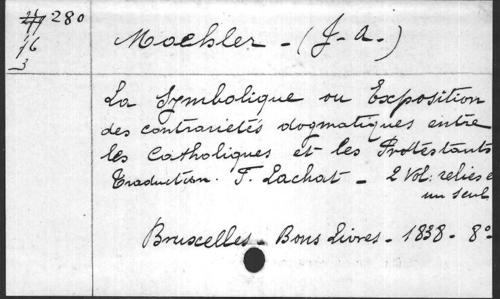 280
16
3
Moehler - (J. A.)
La Symbolique ou Exposition
des contrariétés dogmatiques entre
les Catholiques et les Protestants
Traduction. F. Lachat - 2 Vol: reliés e
un seul
Bruxelles - Bons Livres - 1838 - 8°